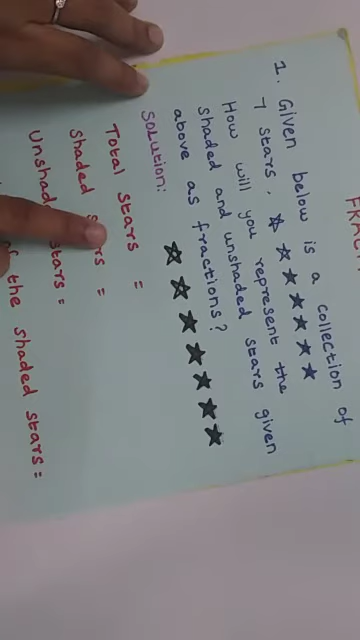 1. Given below is a collection of
7 stars.
How will you represent the
shaded and unshaded stars given
above as fractions?
Solution:
Total stars =
Shaded =
Unshad stars =
of the shaded stars =